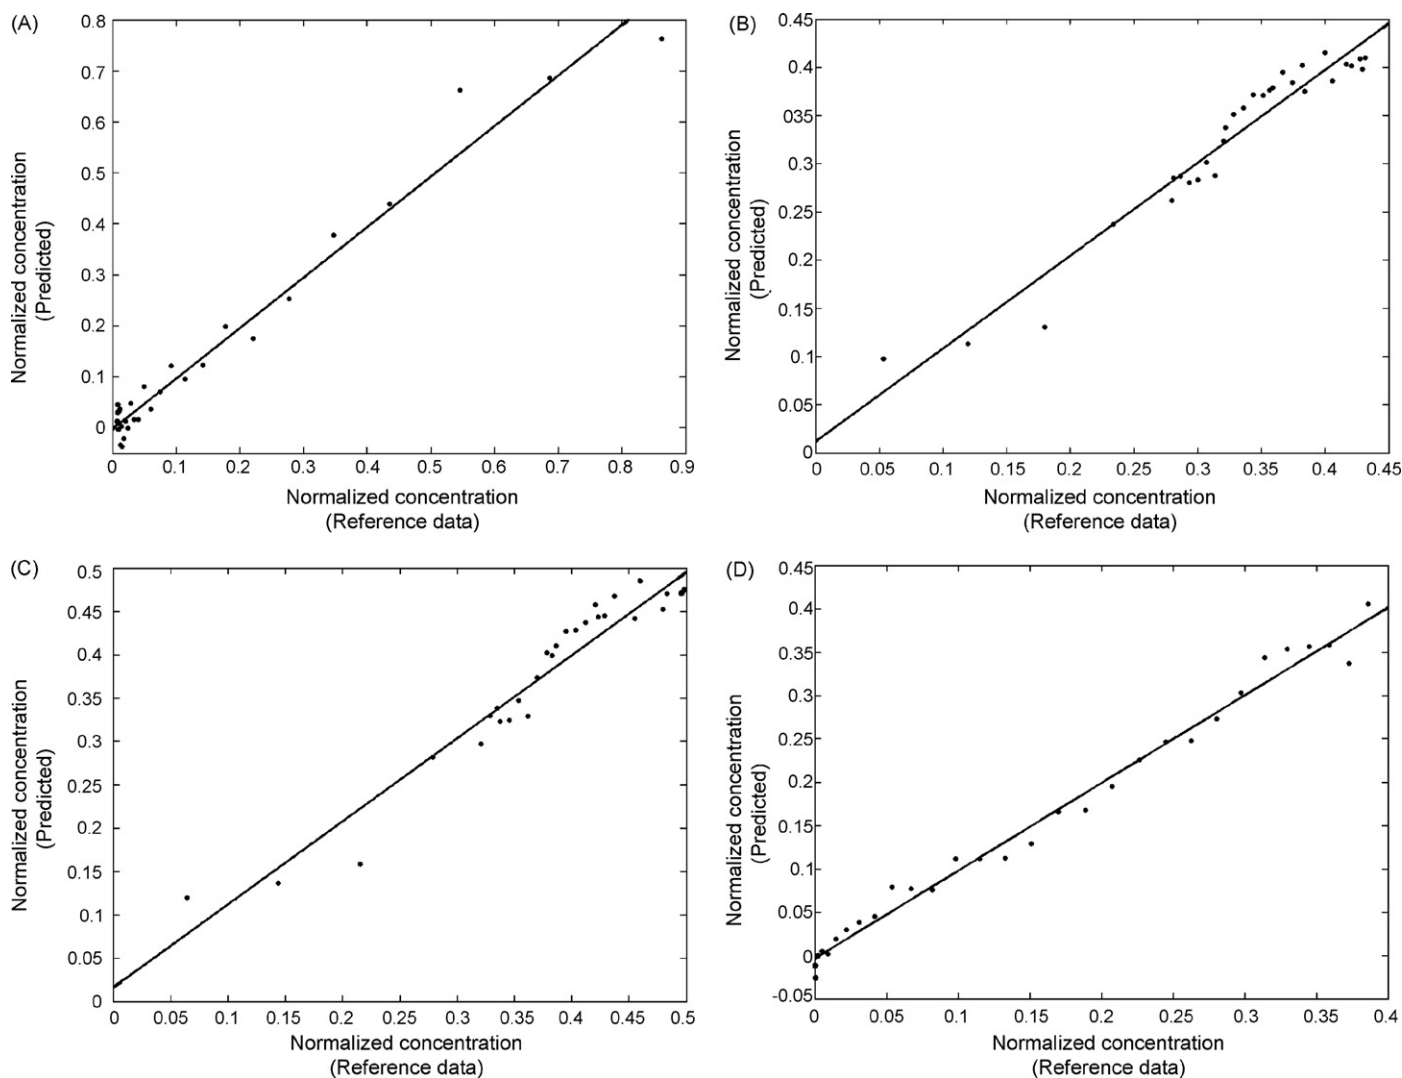 (A)
0.8
0.7
0.6
0.5
0.4
0.3
0.2
0.1
0
Normalized concentration
(Predicted)
0 0.1 0.2 0.3 0.4 0.5 0.6 0.7 0.8 0.9
Normalized concentration
(Reference data)
(B)
0.45
0.4
035
0.3
0.25
0.2
0.15
0.1
0.05
0
Normalized concentration
(Predicted)
0 0.05 0.1 0.15 0.2 0.25 0.3 0.35 0.4 0.45
Normalized concentration
(Reference data)
(C)
0.5
0.45
0.4
0.35
0.3
0.25
0.2
0.15
0.1
0.05
0
Normalized concentration
(Predicted)
0 0.05 0.1 0.15 0.2 0.25 0.3 0.35 0.40 0.45 0.5
Normalized concentration
(Reference data)
(D)
0.45
0.4
0.35
0.3
0.25
0.2
0.15
0.1
0.05
0
-0.05
Normalized concentration
(Predicted)
0 0.05 0.1 0.15 0.2 0.25 0.3 0.35 0.4
Normalized concentration
(Reference data)